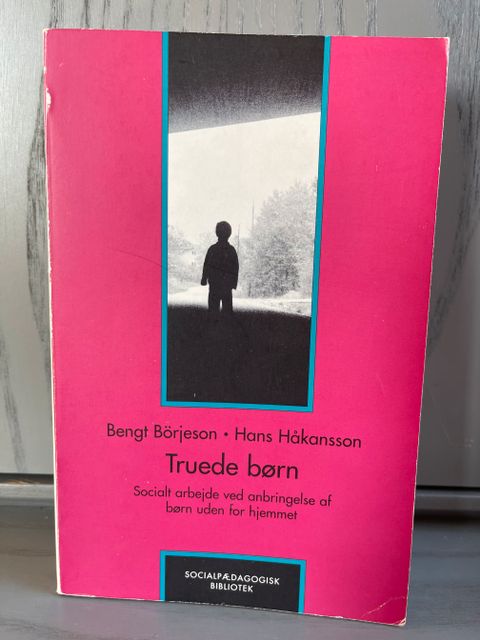 Bengt Börjeson • Hans Håkansson
Truede børn
Socialt arbejde ved anbringelse af
børn uden for hjemmet
SOCIALPÆDAGOGISK
BIBLIOTEK